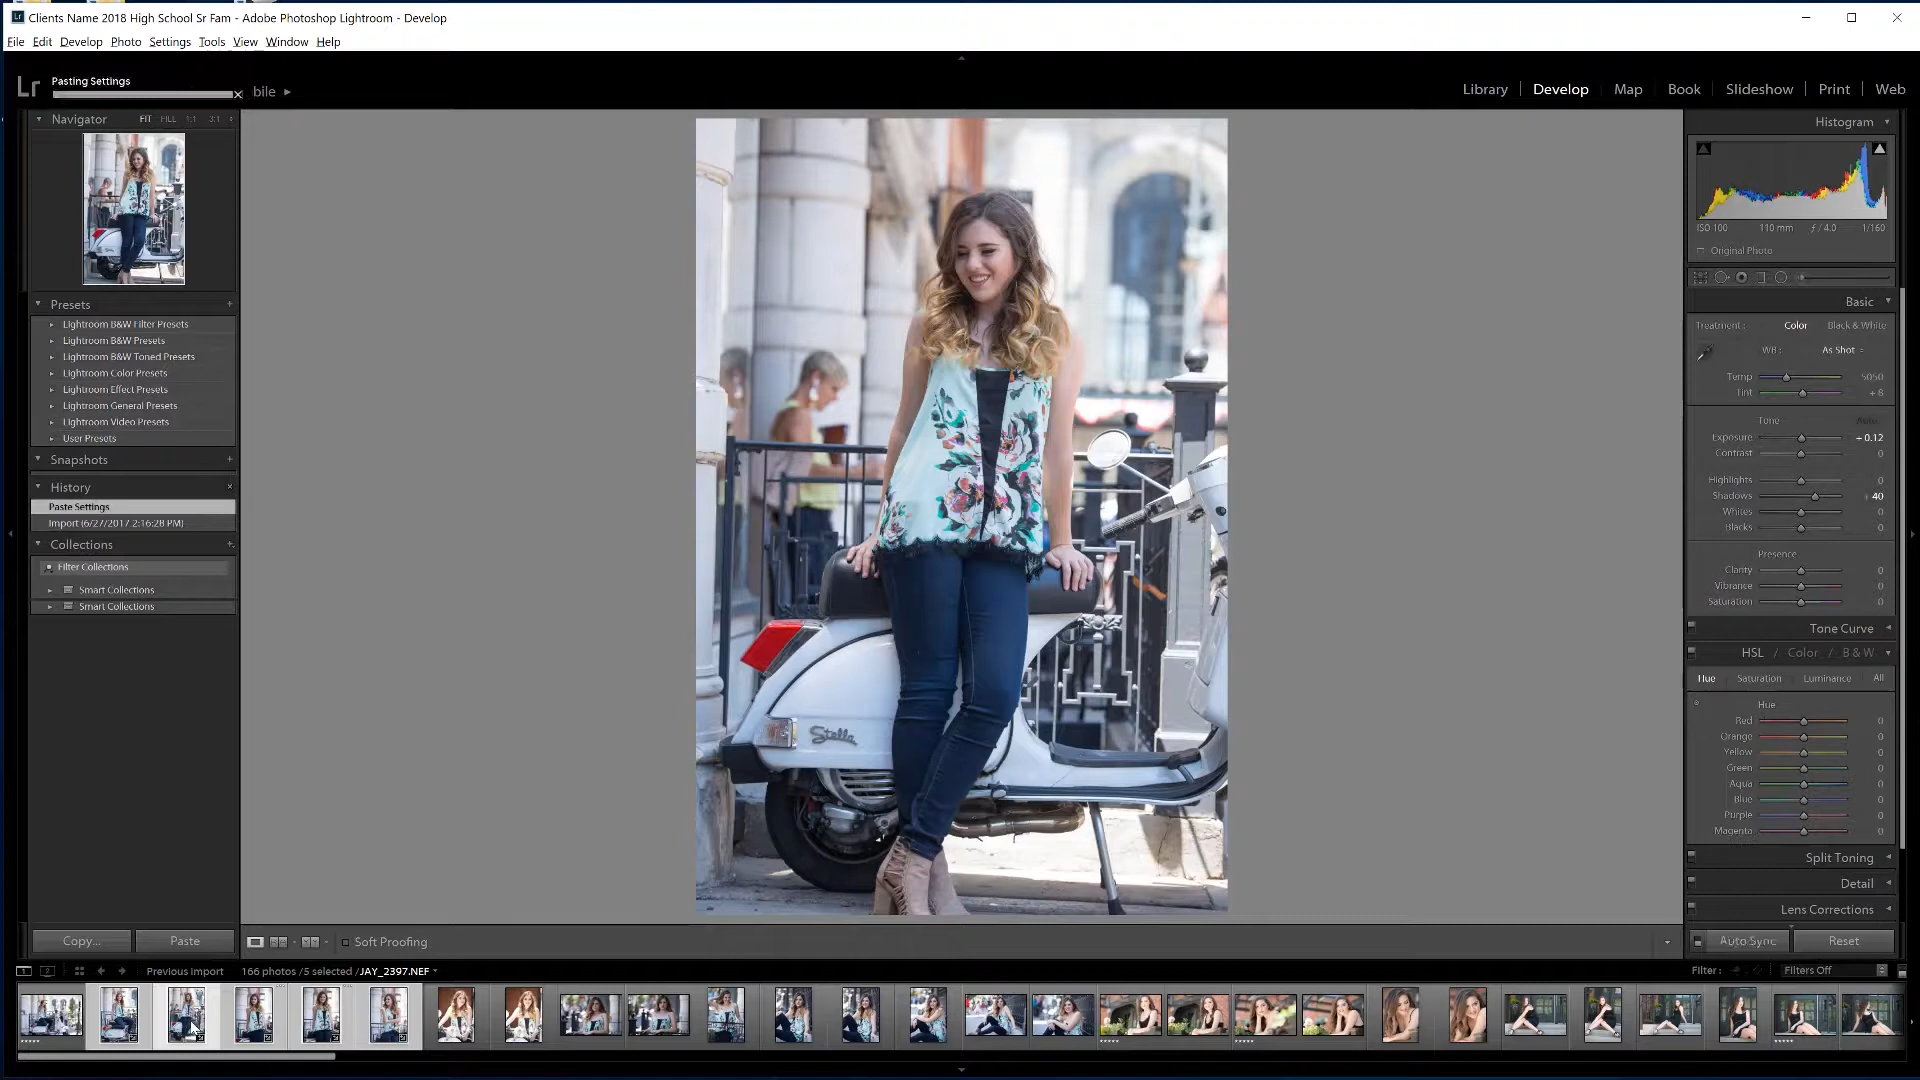 Clients Name 2018 High School Sr Fam - Adobe Photoshop Lightroom - Develop
File Edit Develop Photo Settings Tools View Window Help
Lr Pasting Settings
bile
Library Develop Map Book Slideshow Print Web
Navigator FIT FILL 1:1 3:1
Histogram
ISO 100 110 mm ƒ / 4.0 1/160
Original Photo
Presets
Lightroom B&W Filter Presets
Lightroom B&W Presets
Lightroom B&W Toned Presets
Lightroom Color Presets
Lightroom Effect Presets
Lightroom General Presets
Lightroom Video Presets
User Presets
Snapshots
History
Paste Settings
Import (6/27/2017 2:16:28 PM)
Collections
Filter Collections
Smart Collections
Smart Collections
Basic
Treatment : Color Black & White
WB : As Shot
Temp 5050
Tint + 8
Tone Auto
Exposure + 0.12
Contrast 0
Highlights 0
Shadows 40
Whites 0
Blacks 0
Presence
Clarity 0
Vibrance 0
Saturation 0
Tone Curve
HSL / Color / B & W
Hue Saturation Luminance All
Hue
Red 0
Orange 0
Yellow 0
Green 0
Aqua 0
Blue 0
Purple 0
Magenta 0
Split Toning
Detail
Lens Corrections
Stella
Copy... Paste
Soft Proofing
Auto Sync Reset
1 2 Previous Import 166 photos /5 selected /JAY_2397.NEF
Filter : Filters Off